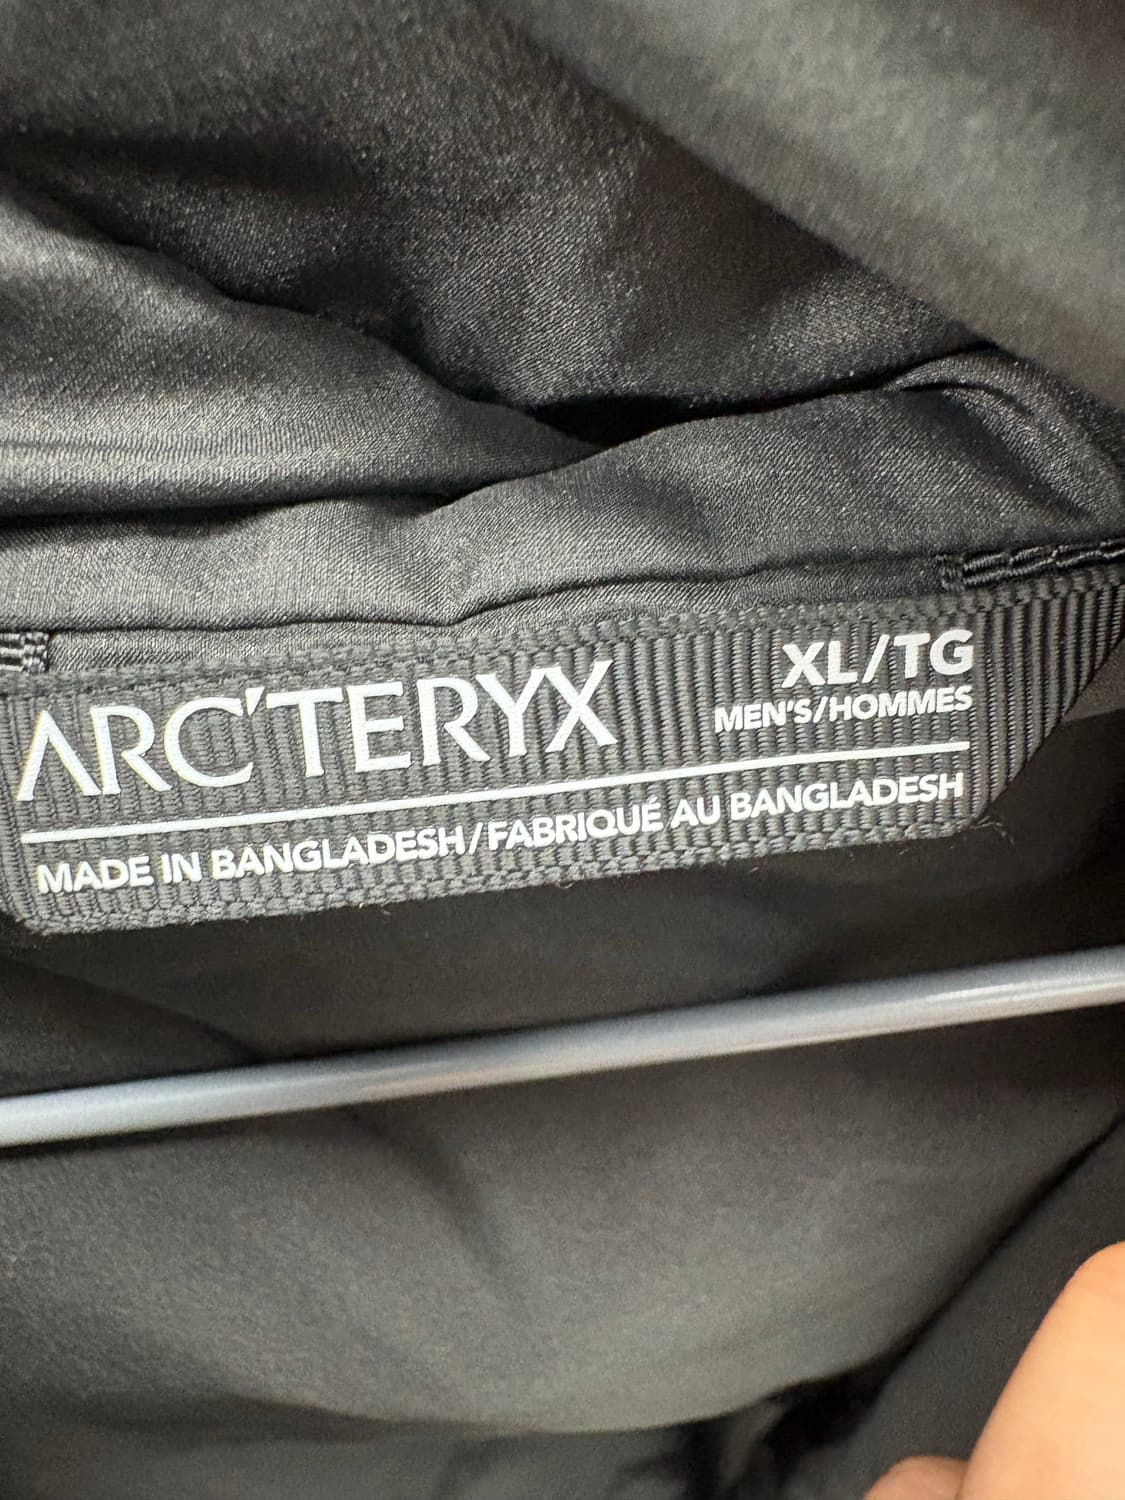 ARC'TERYX
XL/TG
MEN'S/HOMMES
MADE IN BANGLADESH/FABRIQUÉ AU BANGLADESH